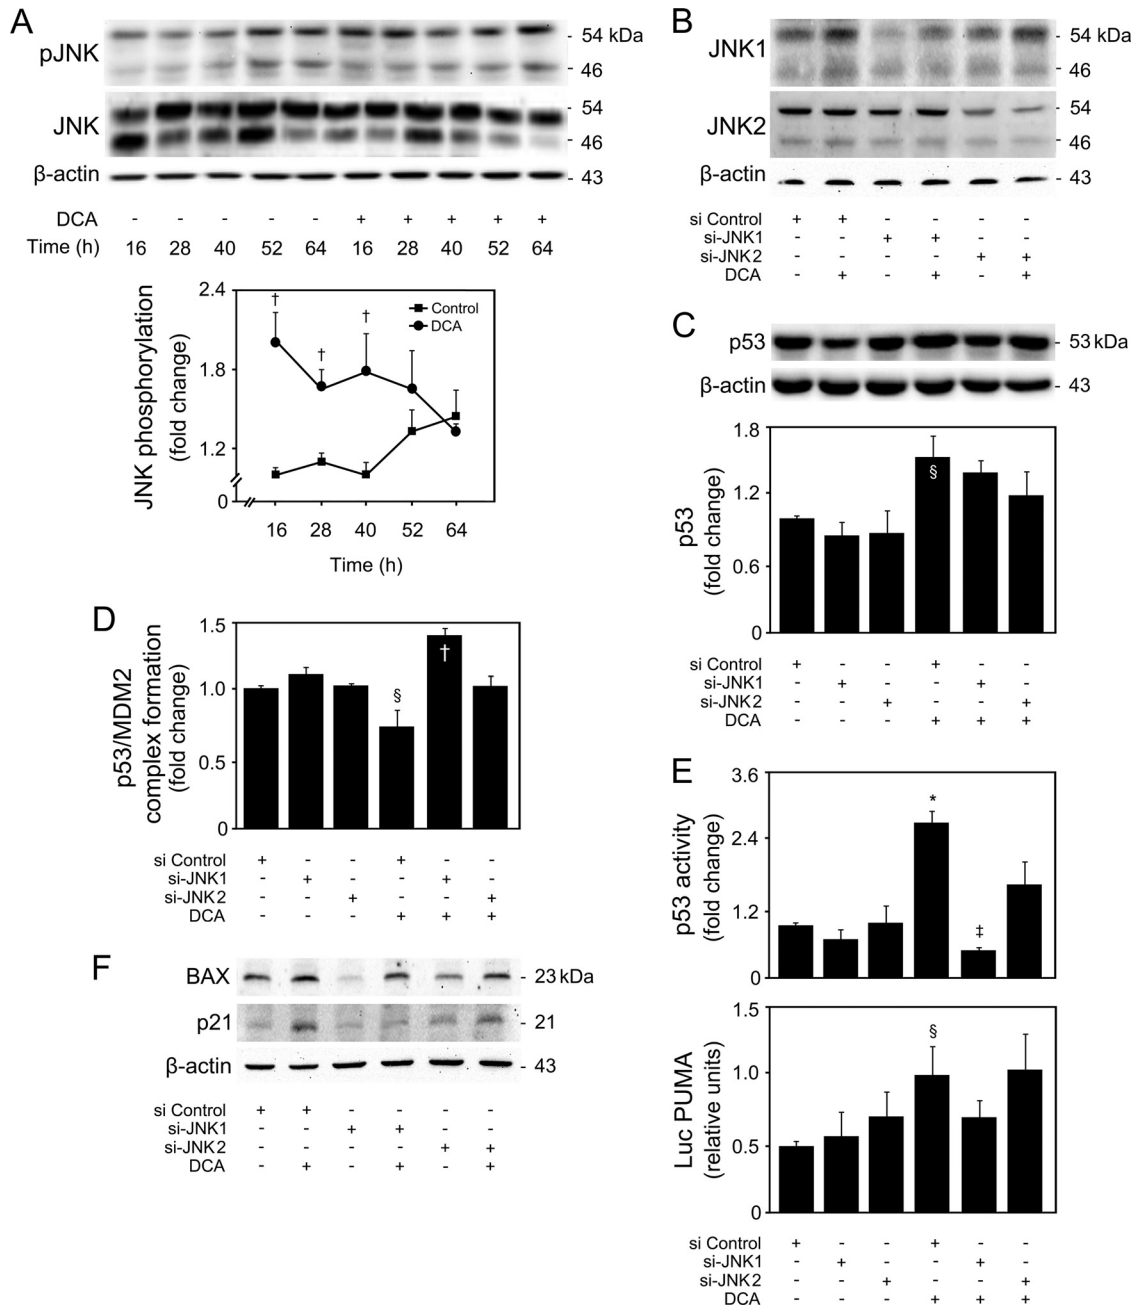 A
pJNK
54 kDa
46
JNK
54
46
β-actin
43
DCA - - - - - + + + + +
Time (h) 16 28 40 52 64 16 28 40 52 64
JNK phosphorylation
(fold change)
2.4
1.8
1.2
0
Control
DCA
†
†
†
16 28 40 52 64
Time (h)
B
JNK1
54 kDa
46
JNK2
54
46
β-actin
43
si Control + + - - - -
si-JNK1 - - + + - -
si-JNK2 - - - - + +
DCA - + - + - +
C
p53
53 kDa
β-actin
43
p53
(fold change)
1.8
1.2
0.6
0
§
si Control + - - + - -
si-JNK1 - + - - + -
si-JNK2 - - + - - +
DCA - - - + + +
D
p53/MDM2
complex formation
(fold change)
1.5
1.0
0.5
0
§
†
si Control + - - + - -
si-JNK1 - + - - + -
si-JNK2 - - + - - +
DCA - - - + + +
E
p53 activity
(fold change)
3.6
2.4
1.2
0
*
‡
Luc PUMA
(relative units)
1.5
1.0
0.5
0
§
si Control + - - + - -
si-JNK1 - + - - + -
si-JNK2 - - + - - +
DCA - - - + + +
F
BAX
23 kDa
p21
21
β-actin
43
si Control + + - - - -
si-JNK1 - - + + - -
si-JNK2 - - - - + +
DCA - + - + - +